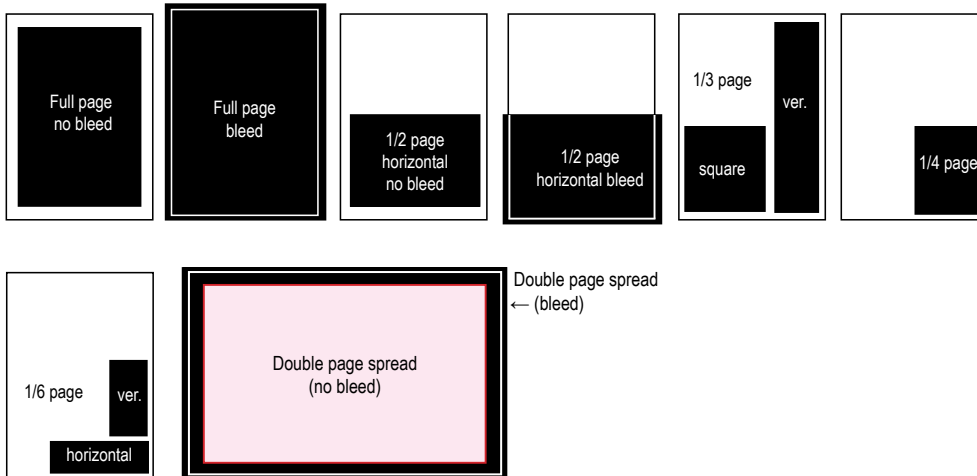 Full page
no bleed
Full page
bleed
1/2 page
horizontal
no bleed
1/2 page
horizontal bleed
1/3 page
ver.
square
1/4 page
1/6 page
ver.
horizontal
Double page spread
(no bleed)
Double page spread
← (bleed)